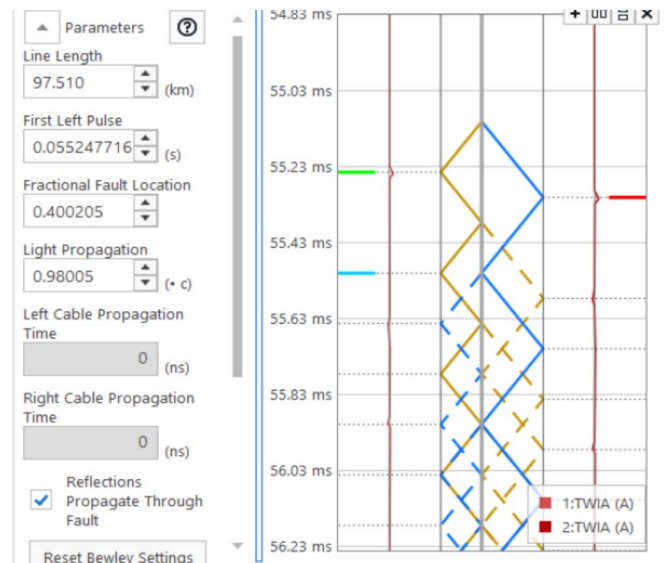 Parameters
Line Length
97.510 (km)
First Left Pulse
0.055247716 (s)
Fractional Fault Location
0.400205
Light Propagation
0.98005 (• c)
Left Cable Propagation
Time
0 (ns)
Right Cable Propagation
Time
0 (ns)
Reflections
Propagate Through
Fault
Reset Bewley Settings
54.83 ms
55.03 ms
55.23 ms
55.43 ms
55.63 ms
55.83 ms
56.03 ms
56.23 ms
1:TWIA (A)
2:TWIA (A)